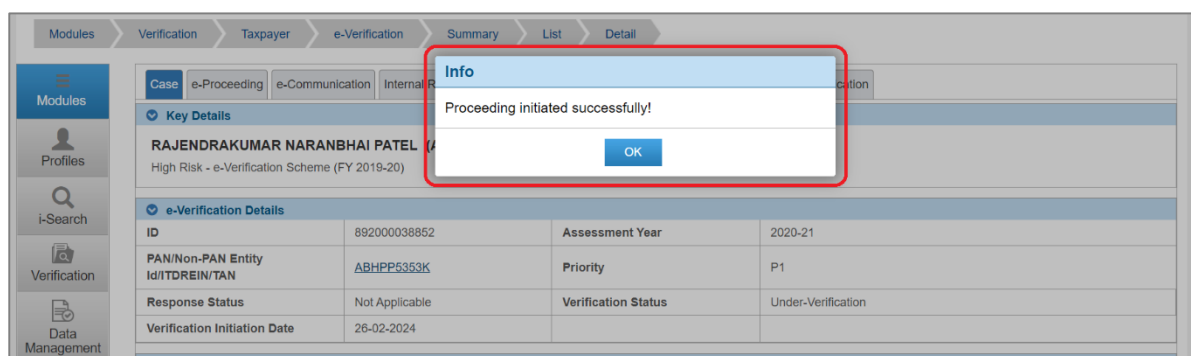 Modules Verification Taxpayer e-Verification Summary List Detail
Modules
Profiles
i-Search
Verification
Data
Management
Case e-Proceeding e-Communication Internal
Info
Proceeding initiated successfully!
OK
Key Details
RAJENDRAKUMAR NARANBHAI PATEL
High Risk - e-Verification Scheme (FY 2019-20)
e-Verification Details
ID 892000038852 Assessment Year 2020-21
PAN/Non-PAN Entity
Id/ITDREIN/TAN ABHPP5353K Priority P1
Response Status Not Applicable Verification Status Under-Verification
Verification Initiation Date 26-02-2024